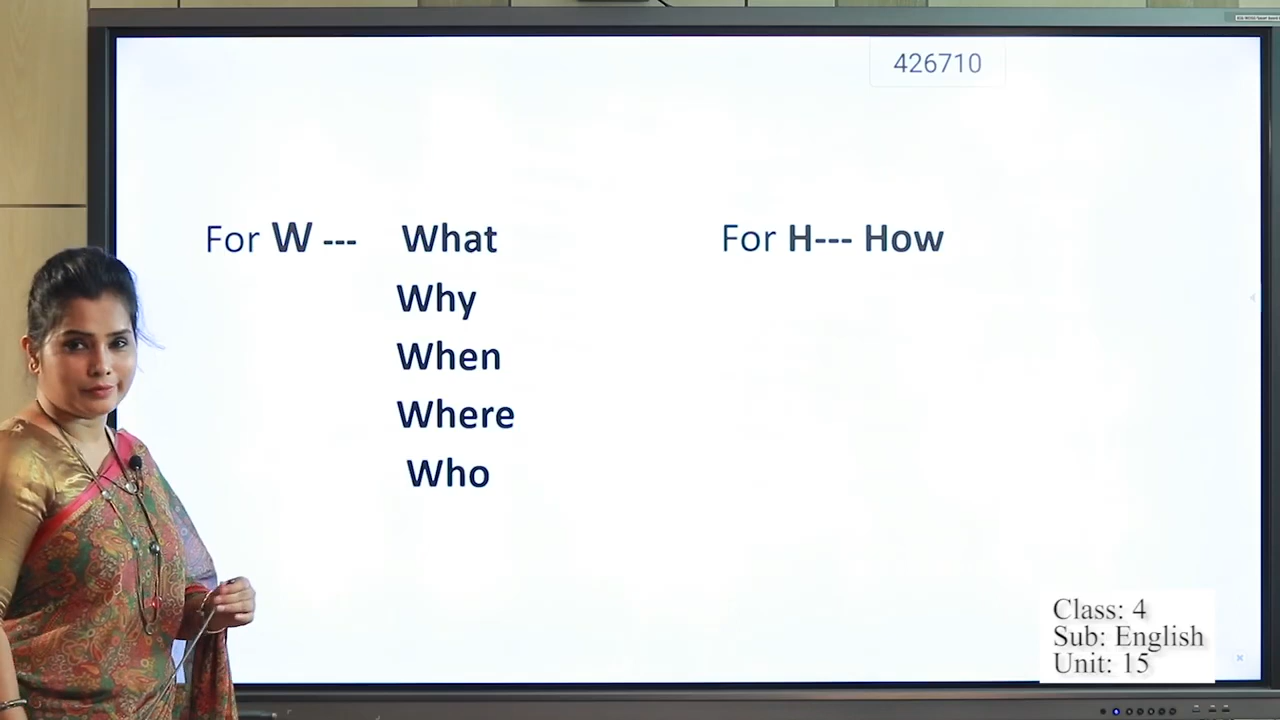 426710
For W --- What
Why
When
Where
Who
For H--- How
Class: 4
Sub: English
Unit: 15